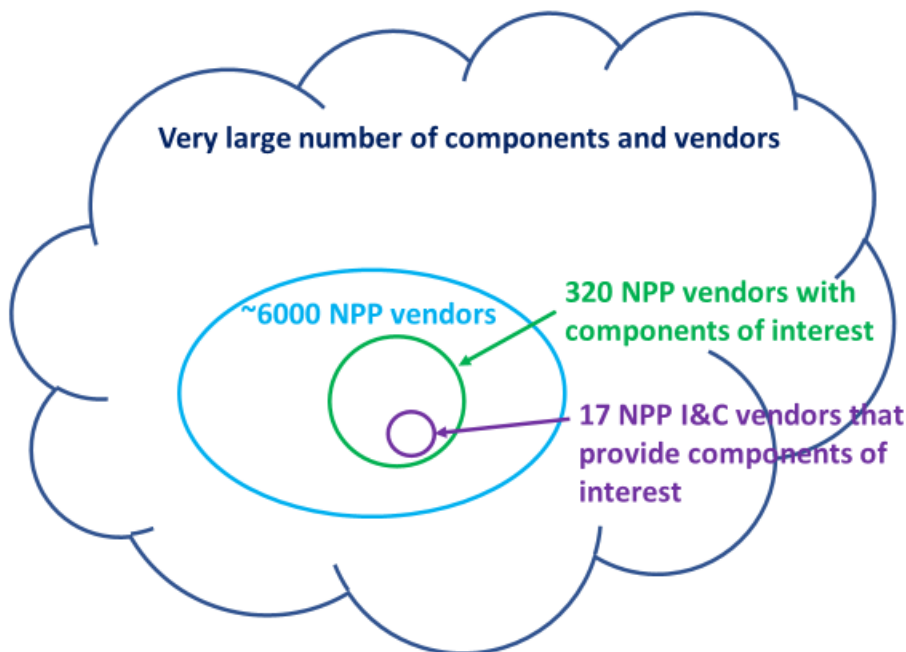 Very large number of components and vendors
~6000 NPP vendors
320 NPP vendors with
components of interest
17 NPP I&C vendors that
provide components of
interest